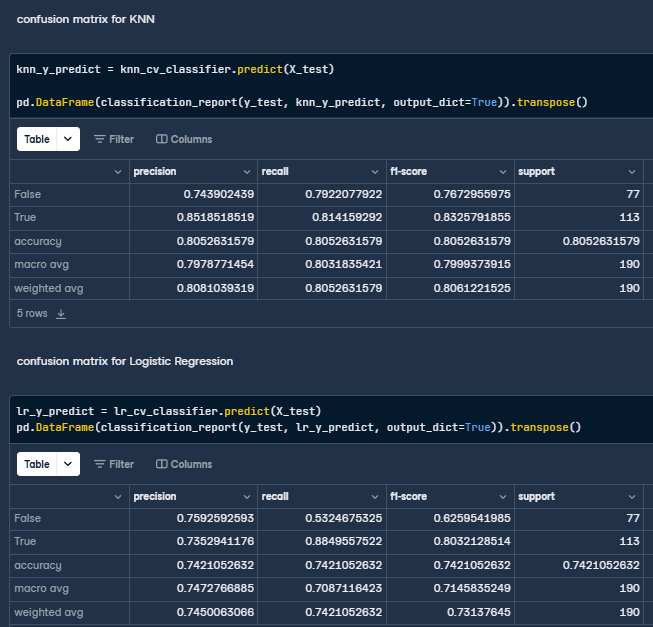 confusion matrix for KNN
knn_y_predict = knn_cv_classifier.predict(X_test)
pd.DataFrame(classification_report(y_test, knn_y_predict, output_dict=True)).transpose()
Table Filter Columns
precision recall f1-score support
False 0.743902439 0.7922077922 0.7672955975 77
True 0.8518518519 0.814159292 0.8325791855 113
accuracy 0.8052631579 0.8052631579 0.8052631579 0.8052631579
macro avg 0.7978771454 0.8031835421 0.7999373915 190
weighted avg 0.8081039319 0.8052631579 0.8061221525 190
5 rows
confusion matrix for Logistic Regression
lr_y_predict = lr_cv_classifier.predict(X_test)
pd.DataFrame(classification_report(y_test, lr_y_predict, output_dict=True)).transpose()
Table Filter Columns
precision recall f1-score support
False 0.7592592593 0.5324675325 0.6259541985 77
True 0.7352941176 0.8849557522 0.8032128514 113
accuracy 0.7421052632 0.7421052632 0.7421052632 0.7421052632
macro avg 0.7472766885 0.7087116423 0.7145835249 190
weighted avg 0.7450063066 0.7421052632 0.73137645 190